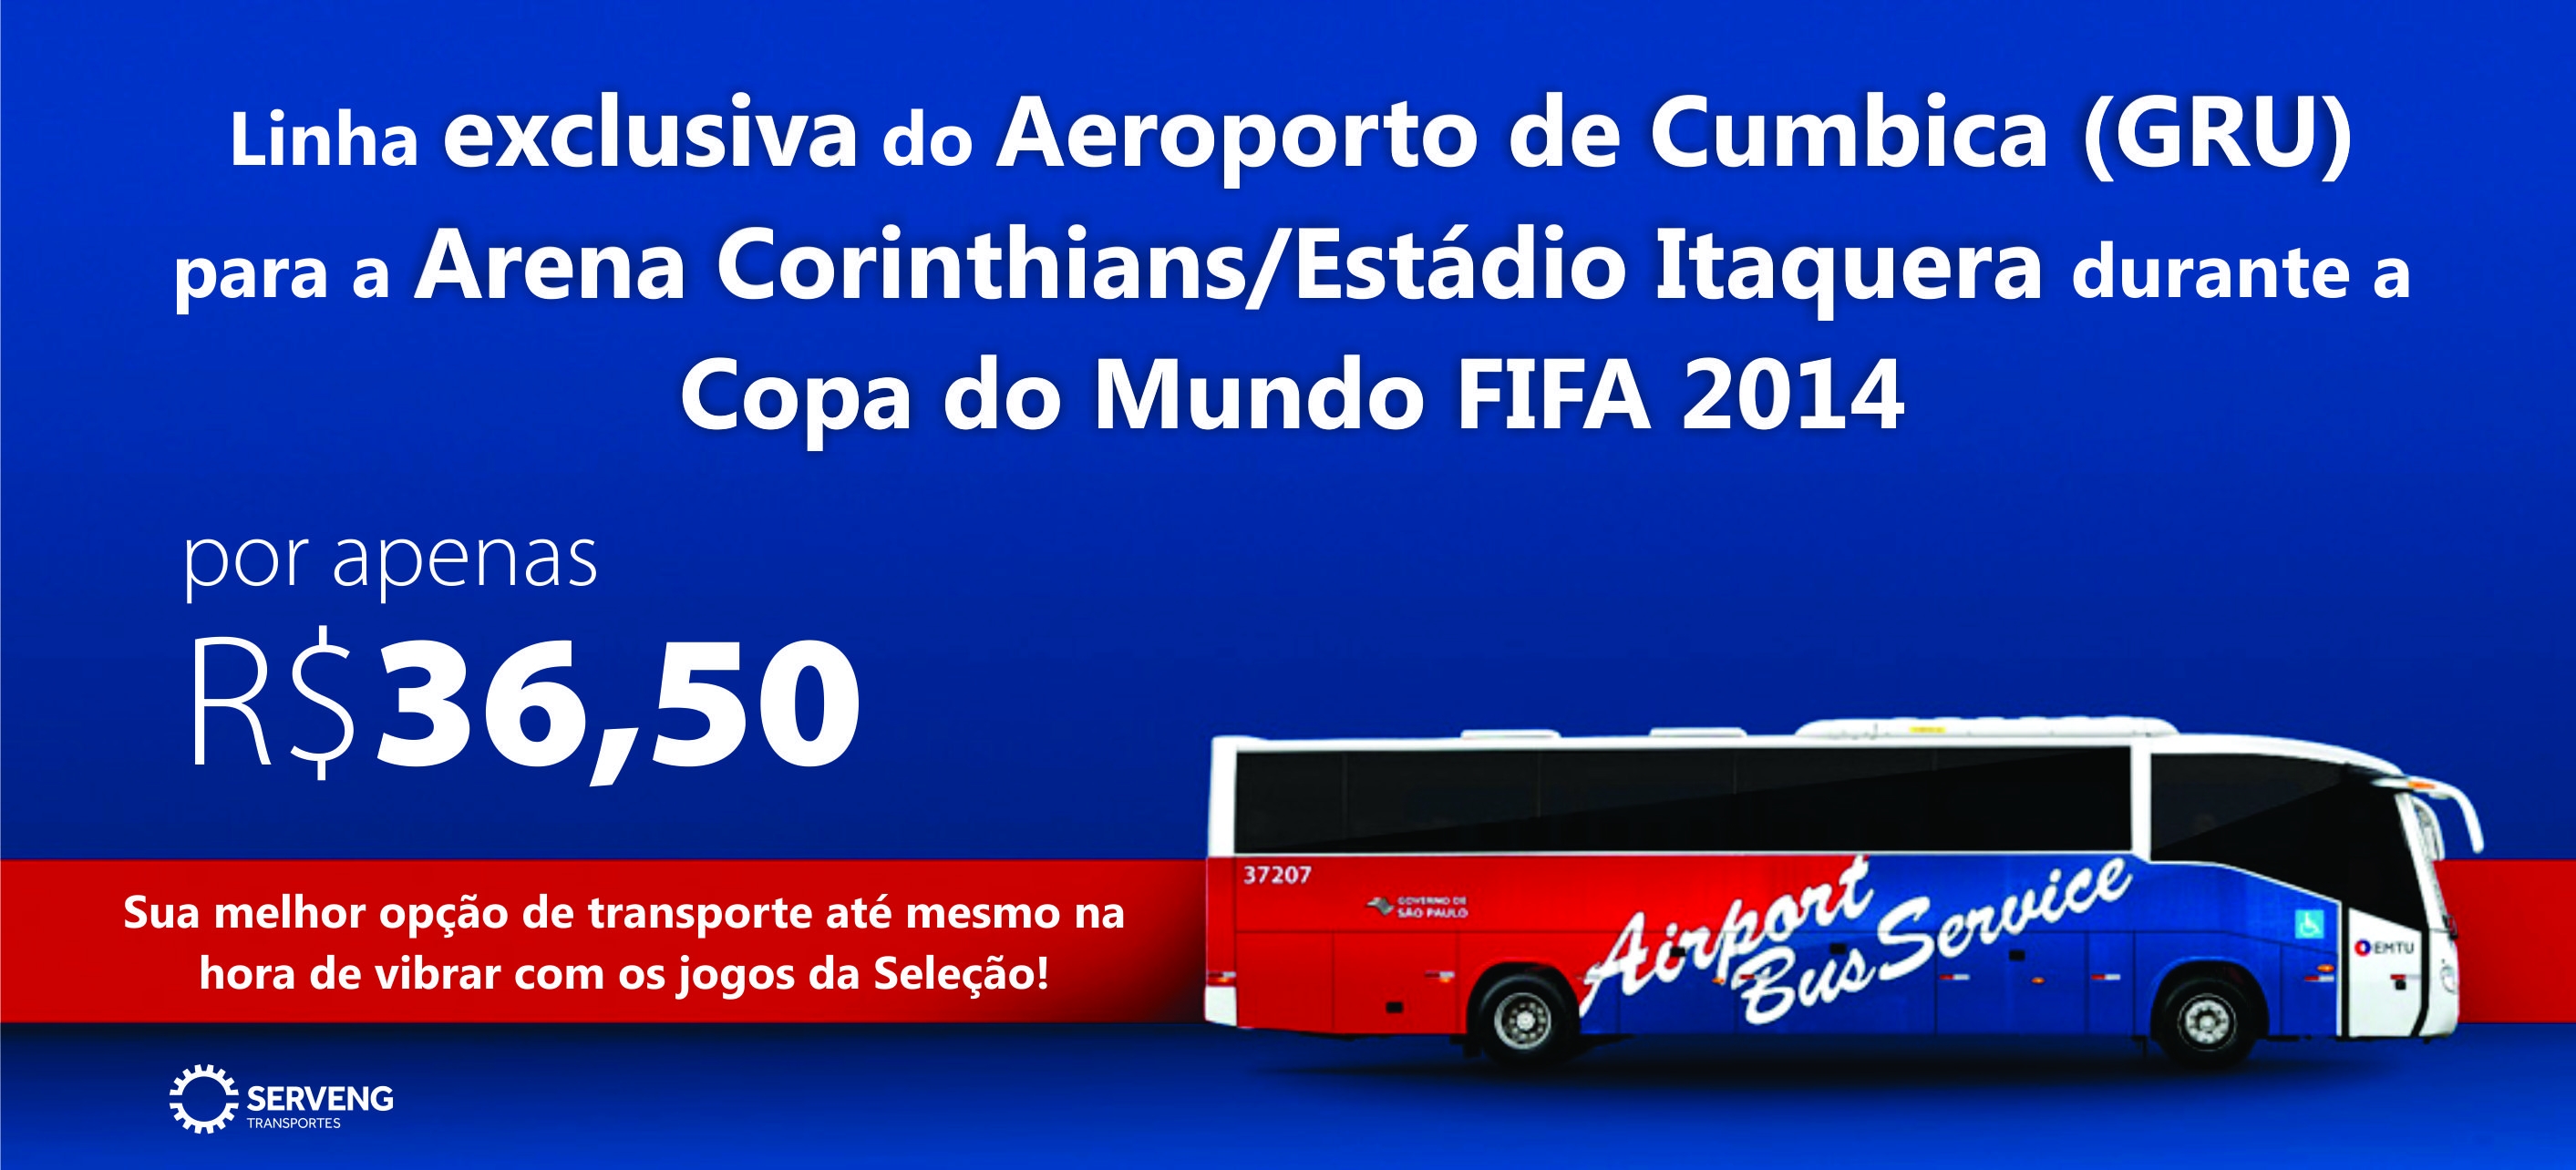 Linha exclusiva do Aeroporto de Cumbica (GRU)
para a Arena Corinthians/Estádio Itaquera durante a
Copa do Mundo FIFA 2014
por apenas
R$36,50
37207
GOVERNO DE
SÃO PAULO
Airport
Bus Service
EMTU
Sua melhor opção de transporte até mesmo na
hora de vibrar com os jogos da Seleção!
SERVENG
TRANSPORTES